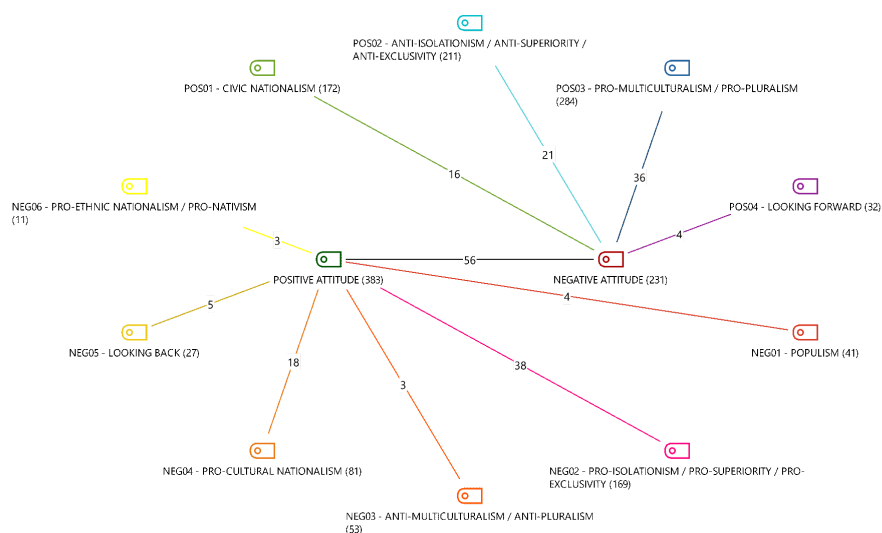 POS02 - ANTI-ISOLATIONISM / ANTI-SUPERIORITY /
ANTI-EXCLUSIVITY (211)
POS01 - CIVIC NATIONALISM (172)
POS03 - PRO-MULTICULTURALISM / PRO-PLURALISM
(284)
21
16
36
NEG06 - PRO-ETHNIC NATIONALISM / PRO-NATIVISM
(11)
POS04 - LOOKING FORWARD (32)
3
4
56
POSITIVE ATTITUDE (383)
NEGATIVE ATTITUDE (231)
4
5
NEG05 - LOOKING BACK (27)
NEG01 - POPULISM (41)
18
38
3
NEG04 - PRO-CULTURAL NATIONALISM (81)
NEG02 - PRO-ISOLATIONISM / PRO-SUPERIORITY / PRO-
EXCLUSIVITY (169)
NEG03 - ANTI-MULTICULTURALISM / ANTI-PLURALISM
(53)